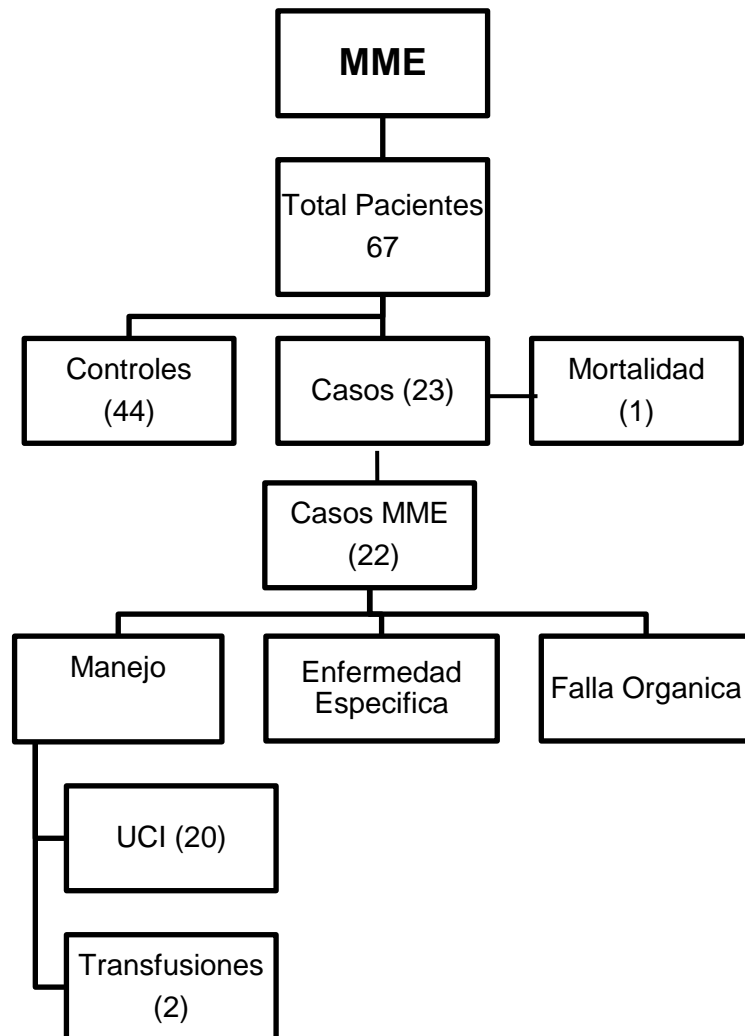 MME
Total Pacientes
67
Controles
(44)
Casos (23)
Mortalidad
(1)
Casos MME
(22)
Manejo
Enfermedad
Especifica
Falla Organica
UCI (20)
Transfusiones
(2)